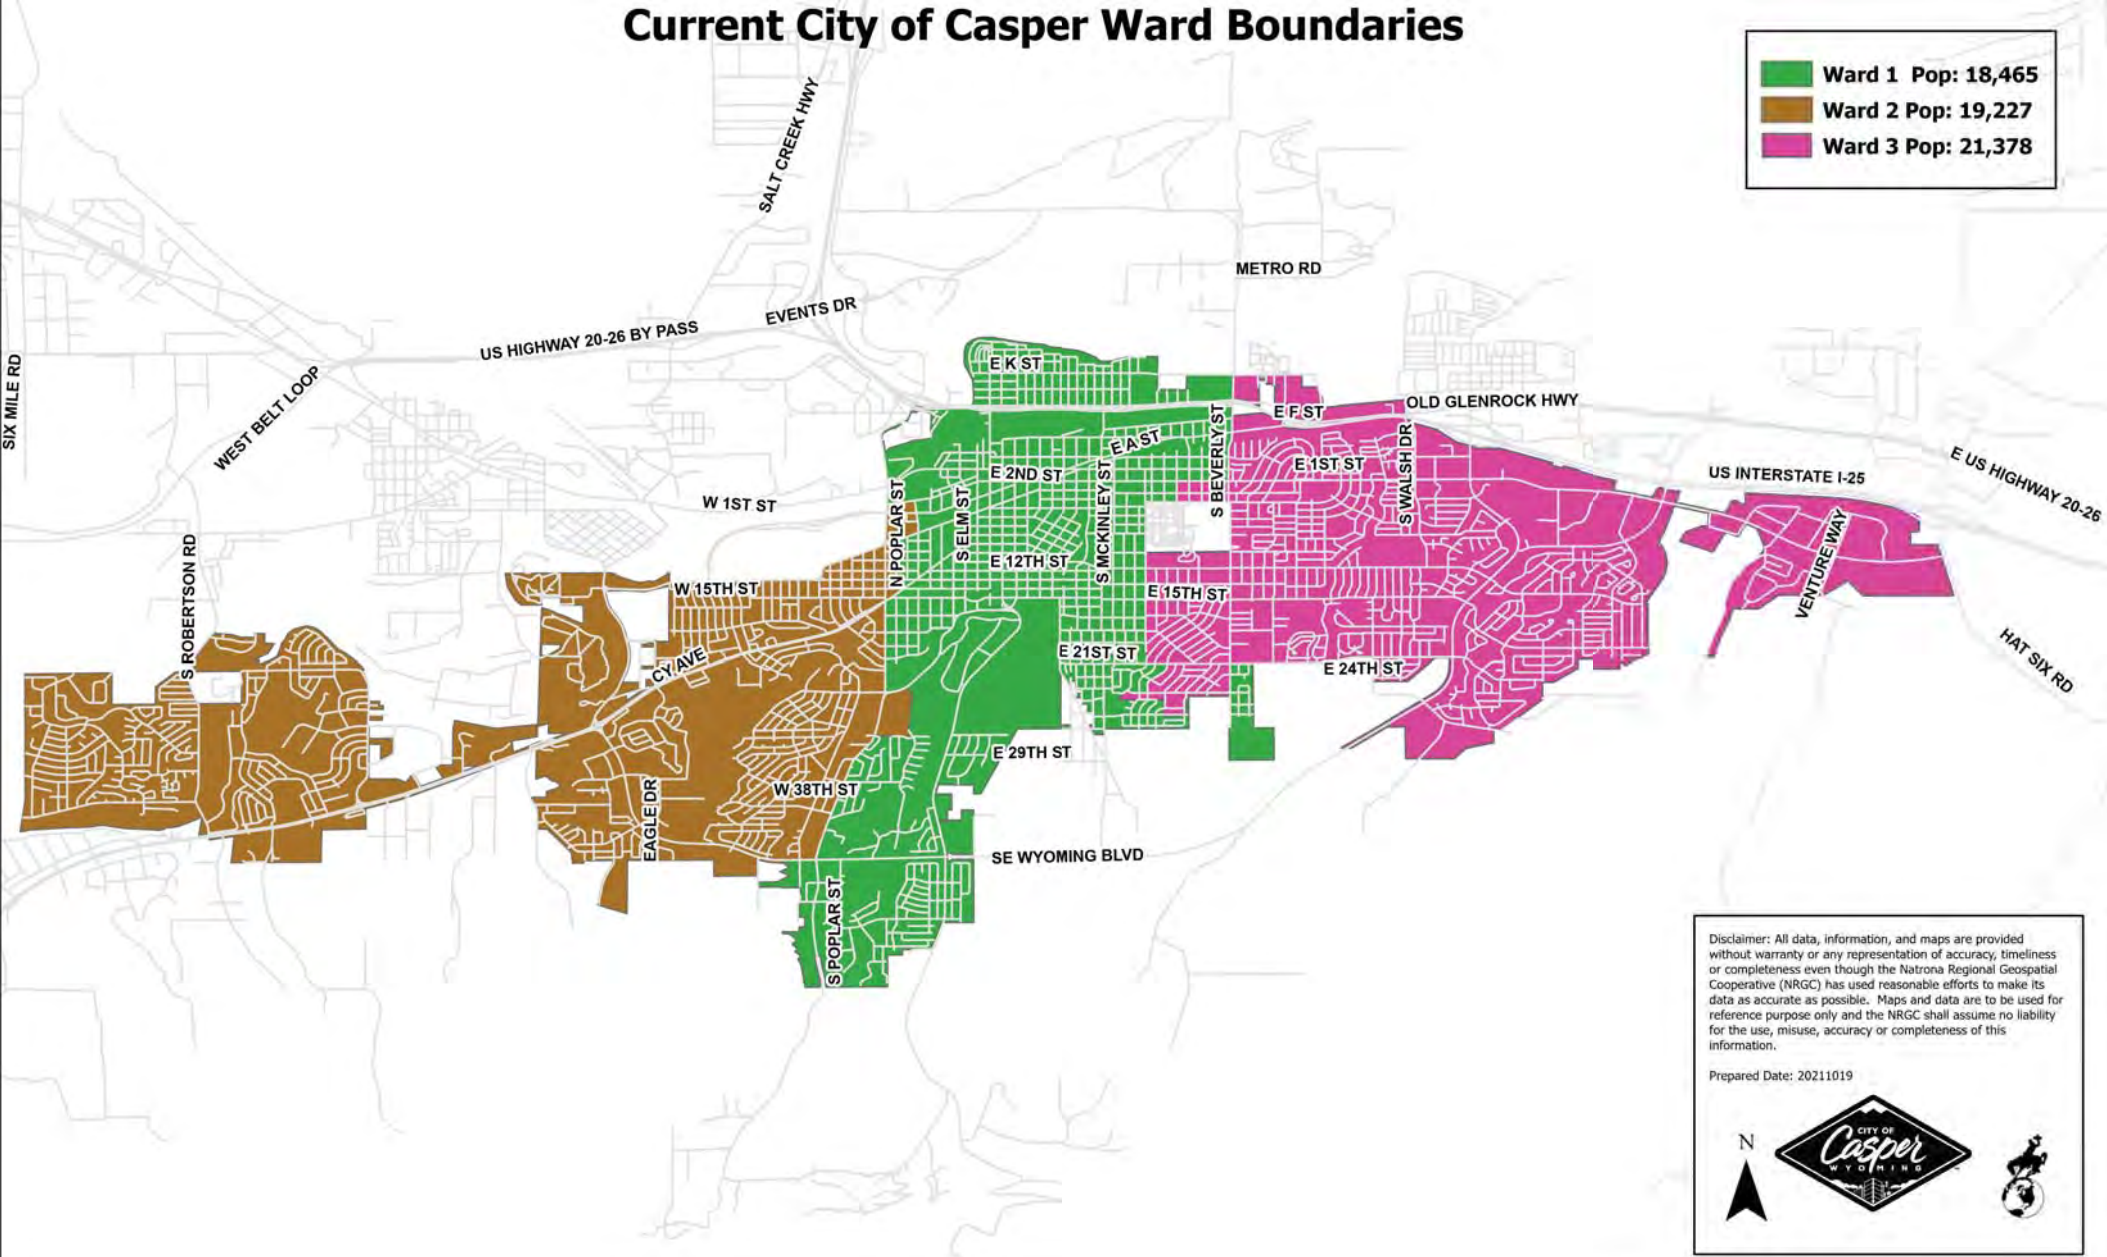 Current City of Casper Ward Boundaries
Ward 1 Pop: 18,465
Ward 2 Pop: 19,227
Ward 3 Pop: 21,378
SALT CREEK HWY
METRO RD
EVENTS DR
US HIGHWAY 20-26 BY PASS
SIX MILE RD
WEST BELT LOOP
E K ST
OLD GLENROCK HWY
E F ST
S BEVERLY ST
E A ST
S WALSH DR
E 1ST ST
E 2ND ST
US INTERSTATE I-25
E US HIGHWAY 20-26
W 1ST ST
N POPLAR ST
S ELM ST
S MCKINLEY ST
VENTURE WAY
S ROBERTSON RD
E 12TH ST
W 15TH ST
E 15TH ST
HAT SIX RD
E 21ST ST
CY AVE
E 24TH ST
E 29TH ST
W 38TH ST
EAGLE DR
SE WYOMING BLVD
S POPLAR ST
Disclaimer: All data, information, and maps are provided
without warranty or any representation of accuracy, timeliness
or completeness even though the Natrona Regional Geospatial
Cooperative (NRGC) has used reasonable efforts to make its
data as accurate as possible. Maps and data are to be used for
reference purpose only and the NRGC shall assume no liability
for the use, misuse, accuracy or completeness of this
information.
Prepared Date: 20211019
N
CITY OF
Casper
WYOMING